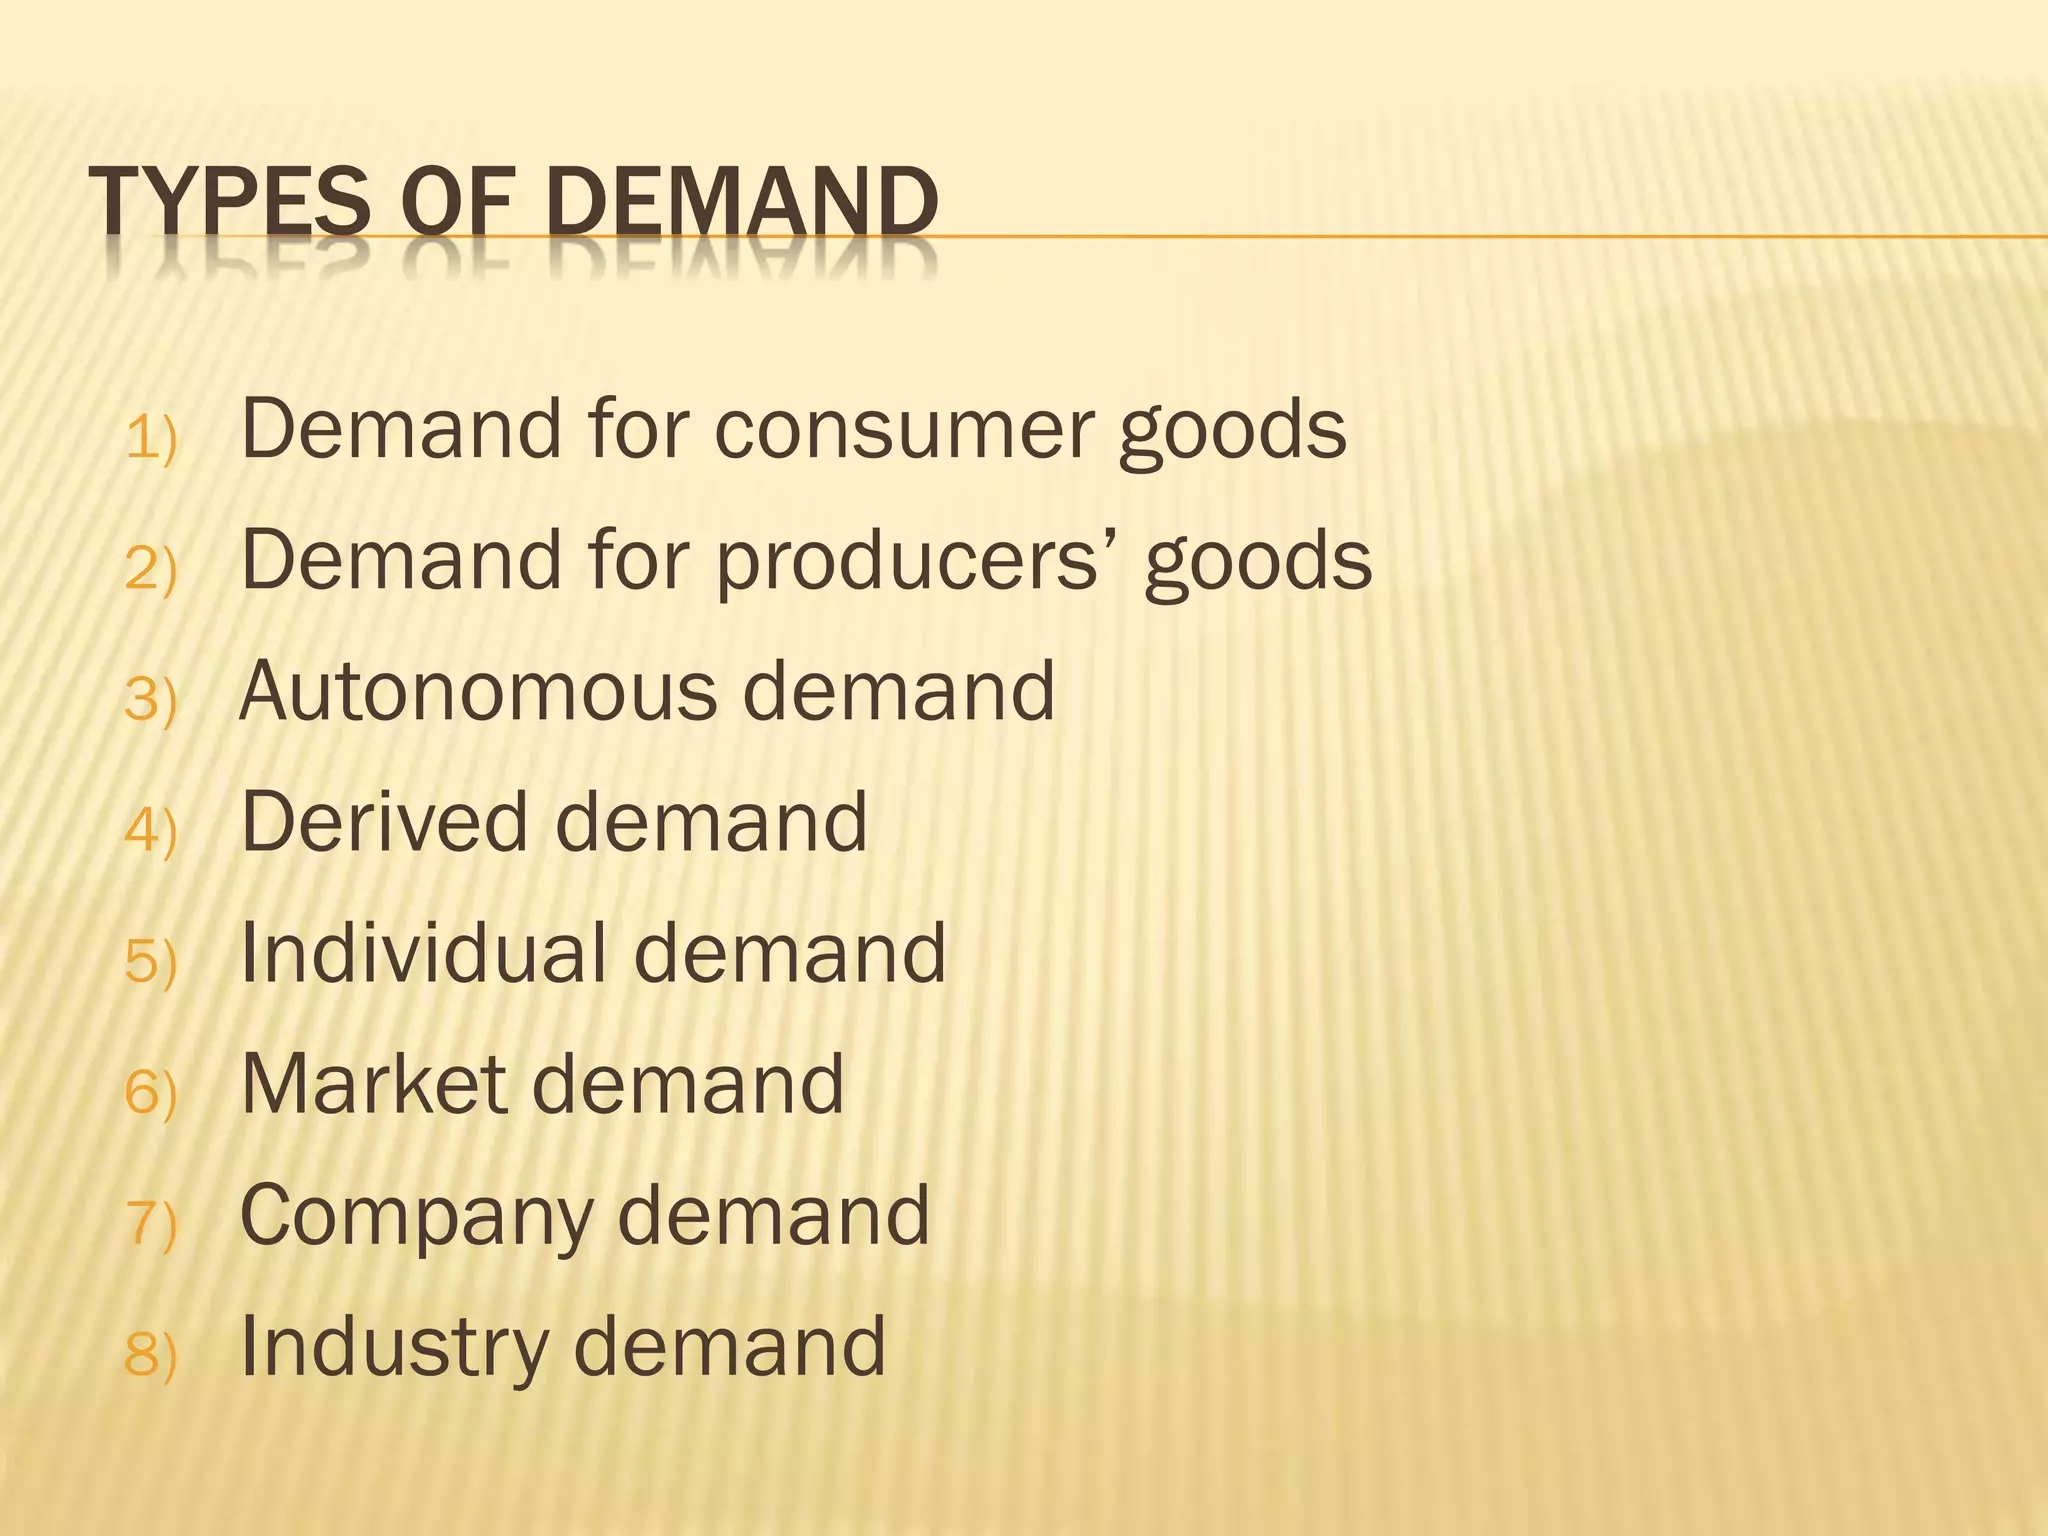 TYPES OF DEMAND
1) Demand for consumer goods
2) Demand for producers’ goods
3) Autonomous demand
4) Derived demand
5) Individual demand
6) Market demand
7) Company demand
8) Industry demand